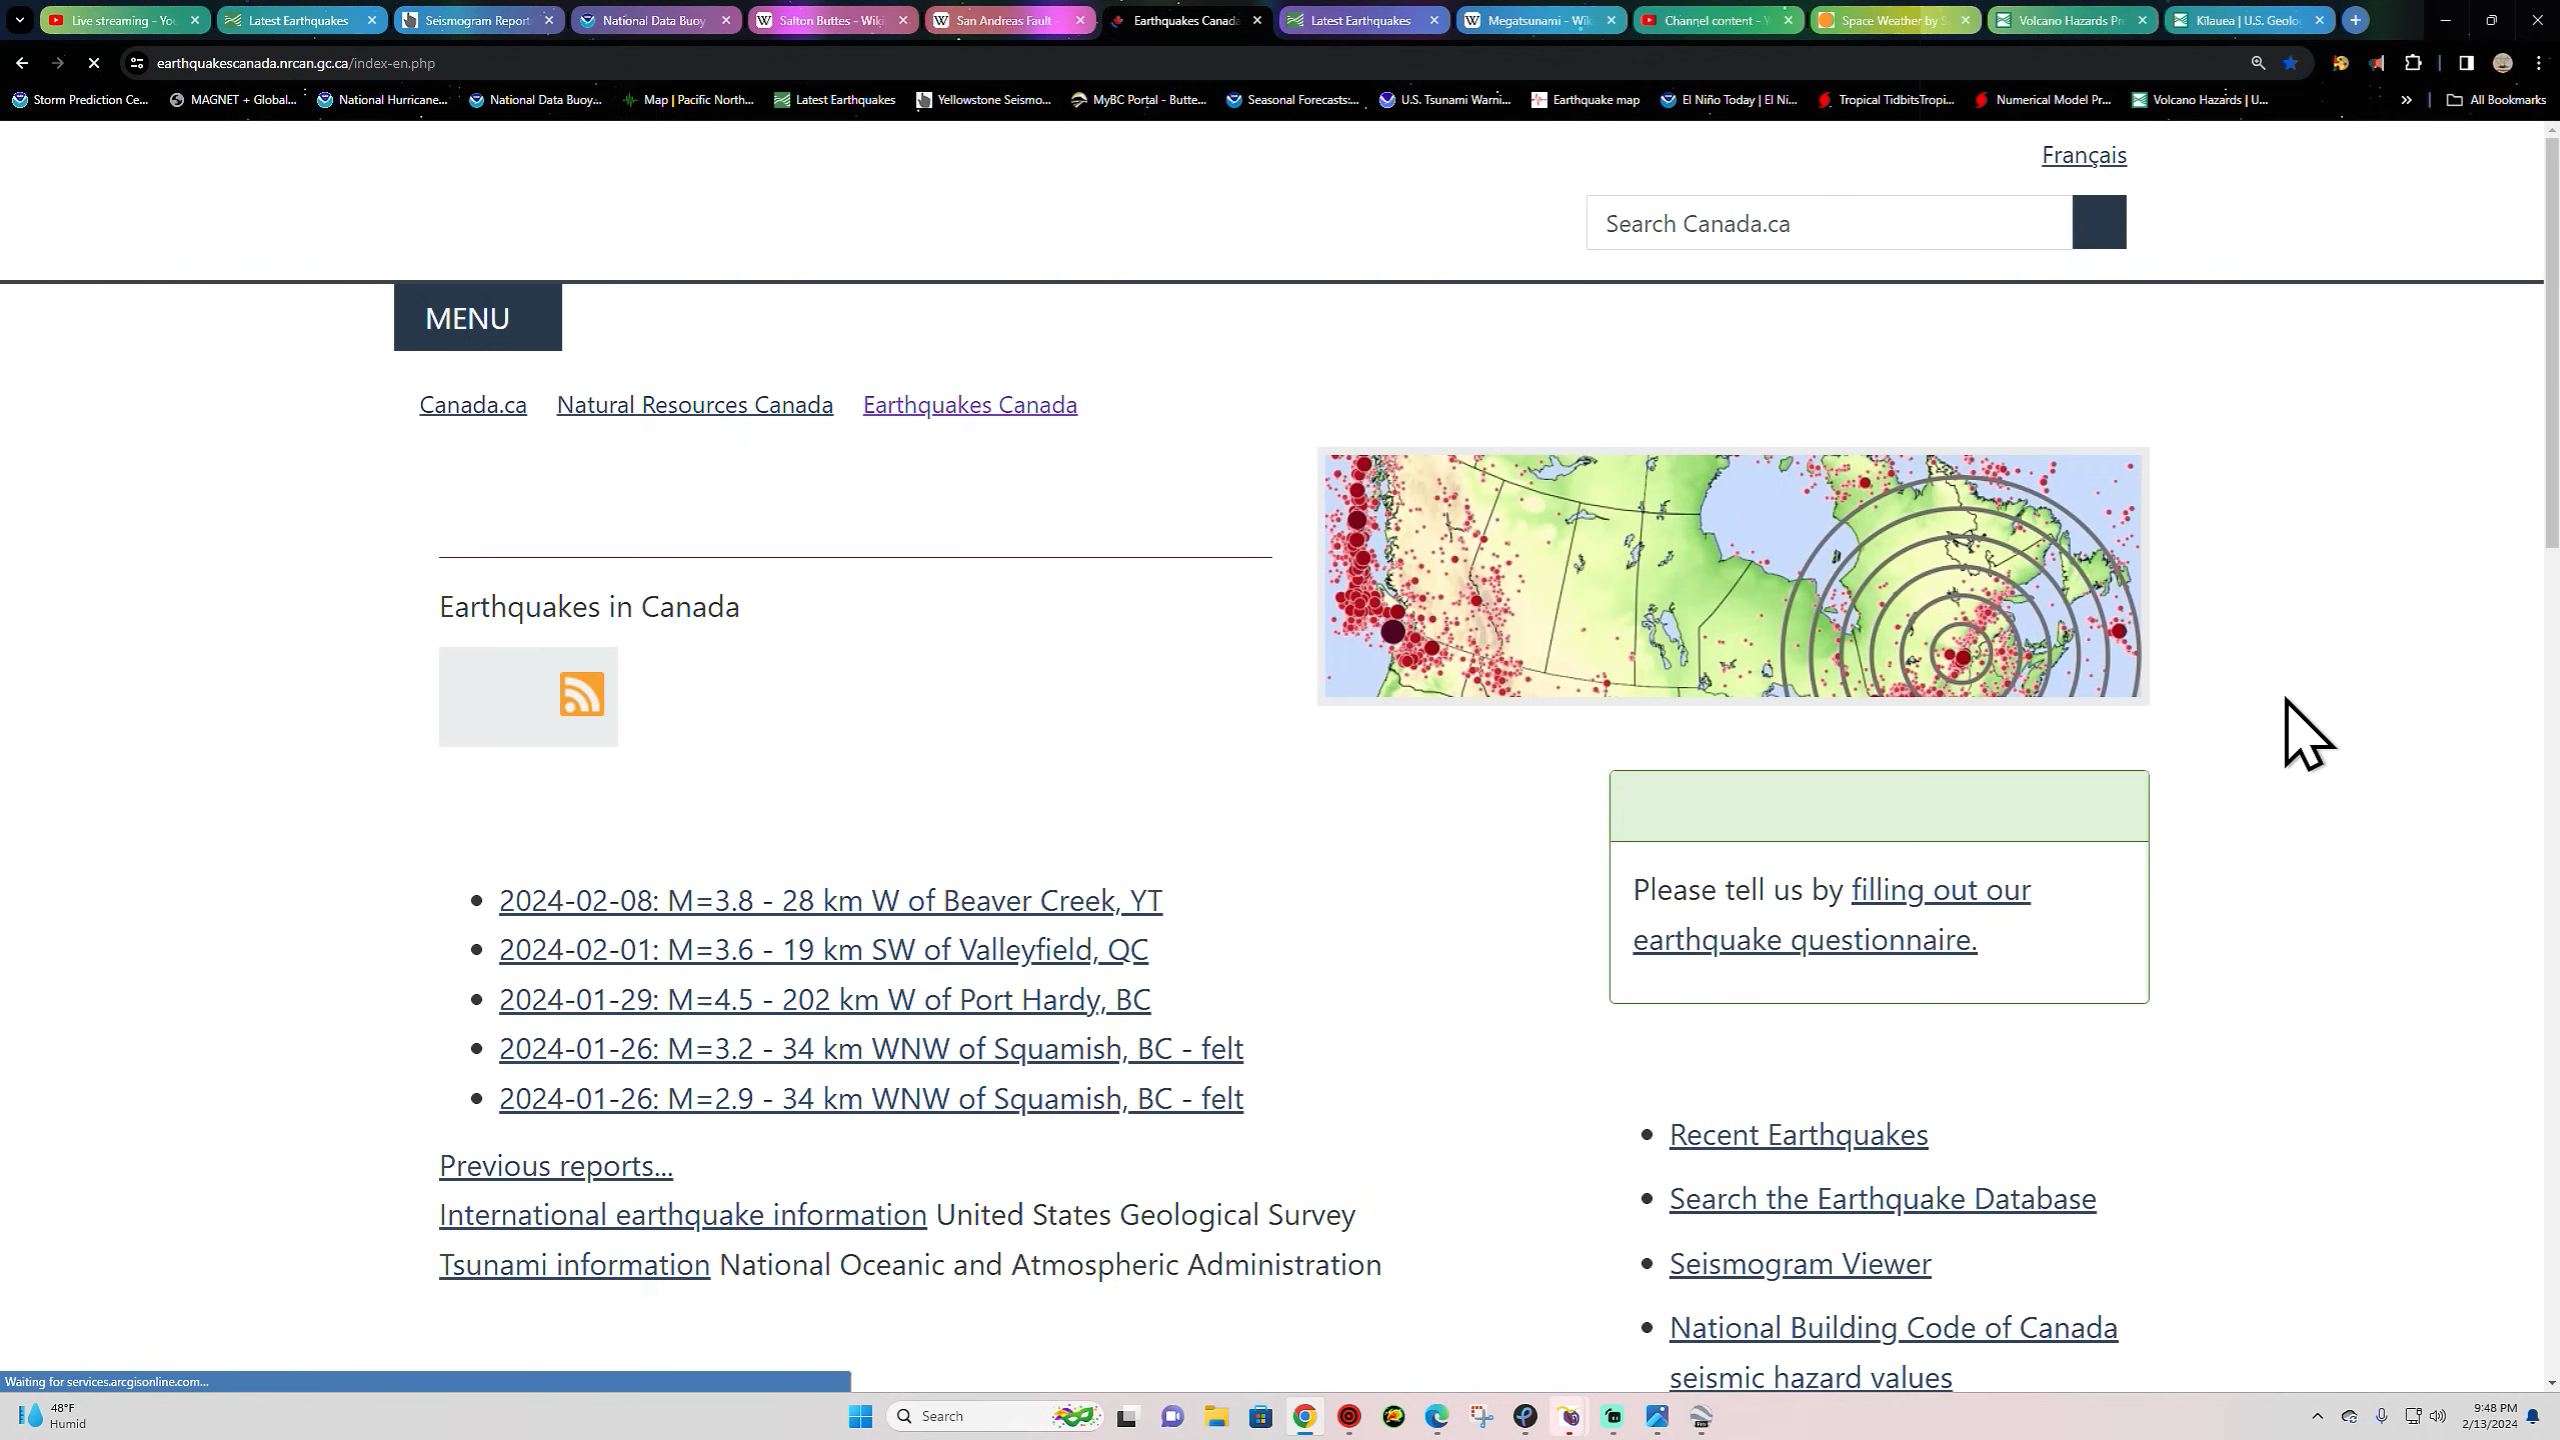 Live streaming - You
Latest Earthquakes
Seismogram Report
National Data Buoy
Salton Buttes - Wiki
San Andreas Fault -
Earthquakes Canada
Latest Earthquakes
Megatsunami - Wik
Channel content - Y
Space Weather by S
Volcano Hazards Pr
Kilauea | U.S. Geolo
earthquakescanada.nrcan.gc.ca/index-en.php
Storm Prediction Ce...
MAGNET + Global...
National Hurricane...
National Data Buoy...
Map | Pacific North...
Latest Earthquakes
Yellowstone Seismo...
MyBC Portal - Butte...
Seasonal Forecasts:...
U.S. Tsunami Warni...
Earthquake map
El Niño Today | El Ni...
Tropical TidbitsTropi...
Numerical Model Pr...
Volcano Hazards | U...
All Bookmarks
Français
Search Canada.ca
MENU
Canada.ca Natural Resources Canada Earthquakes Canada
Earthquakes in Canada
2024-02-08: M=3.8 - 28 km W of Beaver Creek, YT
2024-02-01: M=3.6 - 19 km SW of Valleyfield, QC
2024-01-29: M=4.5 - 202 km W of Port Hardy, BC
2024-01-26: M=3.2 - 34 km WNW of Squamish, BC - felt
2024-01-26: M=2.9 - 34 km WNW of Squamish, BC - felt
Previous reports...
International earthquake information United States Geological Survey
Tsunami information National Oceanic and Atmospheric Administration
Please tell us by filling out our
earthquake questionnaire.
Recent Earthquakes
Search the Earthquake Database
Seismogram Viewer
National Building Code of Canada
seismic hazard values
Waiting for services.arcgisonline.com...
48°F
Humid
Search
9:48 PM
2/13/2024